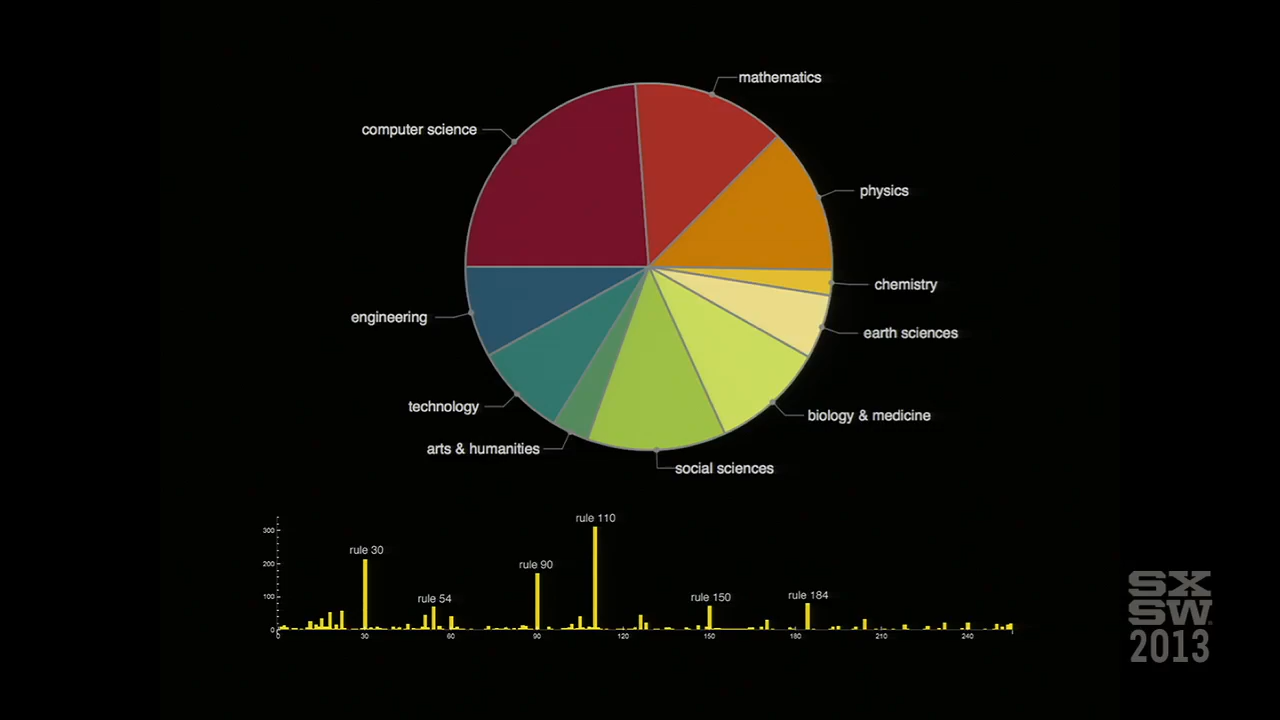 mathematics
computer science
physics
chemistry
engineering
earth sciences
technology
biology & medicine
arts & humanities
social sciences
rule 110
300
rule 30
200
rule 90
100
rule 54
rule 150
rule 184
0
0 30 60 90 120 150 180 210 240
SX
SW
2013